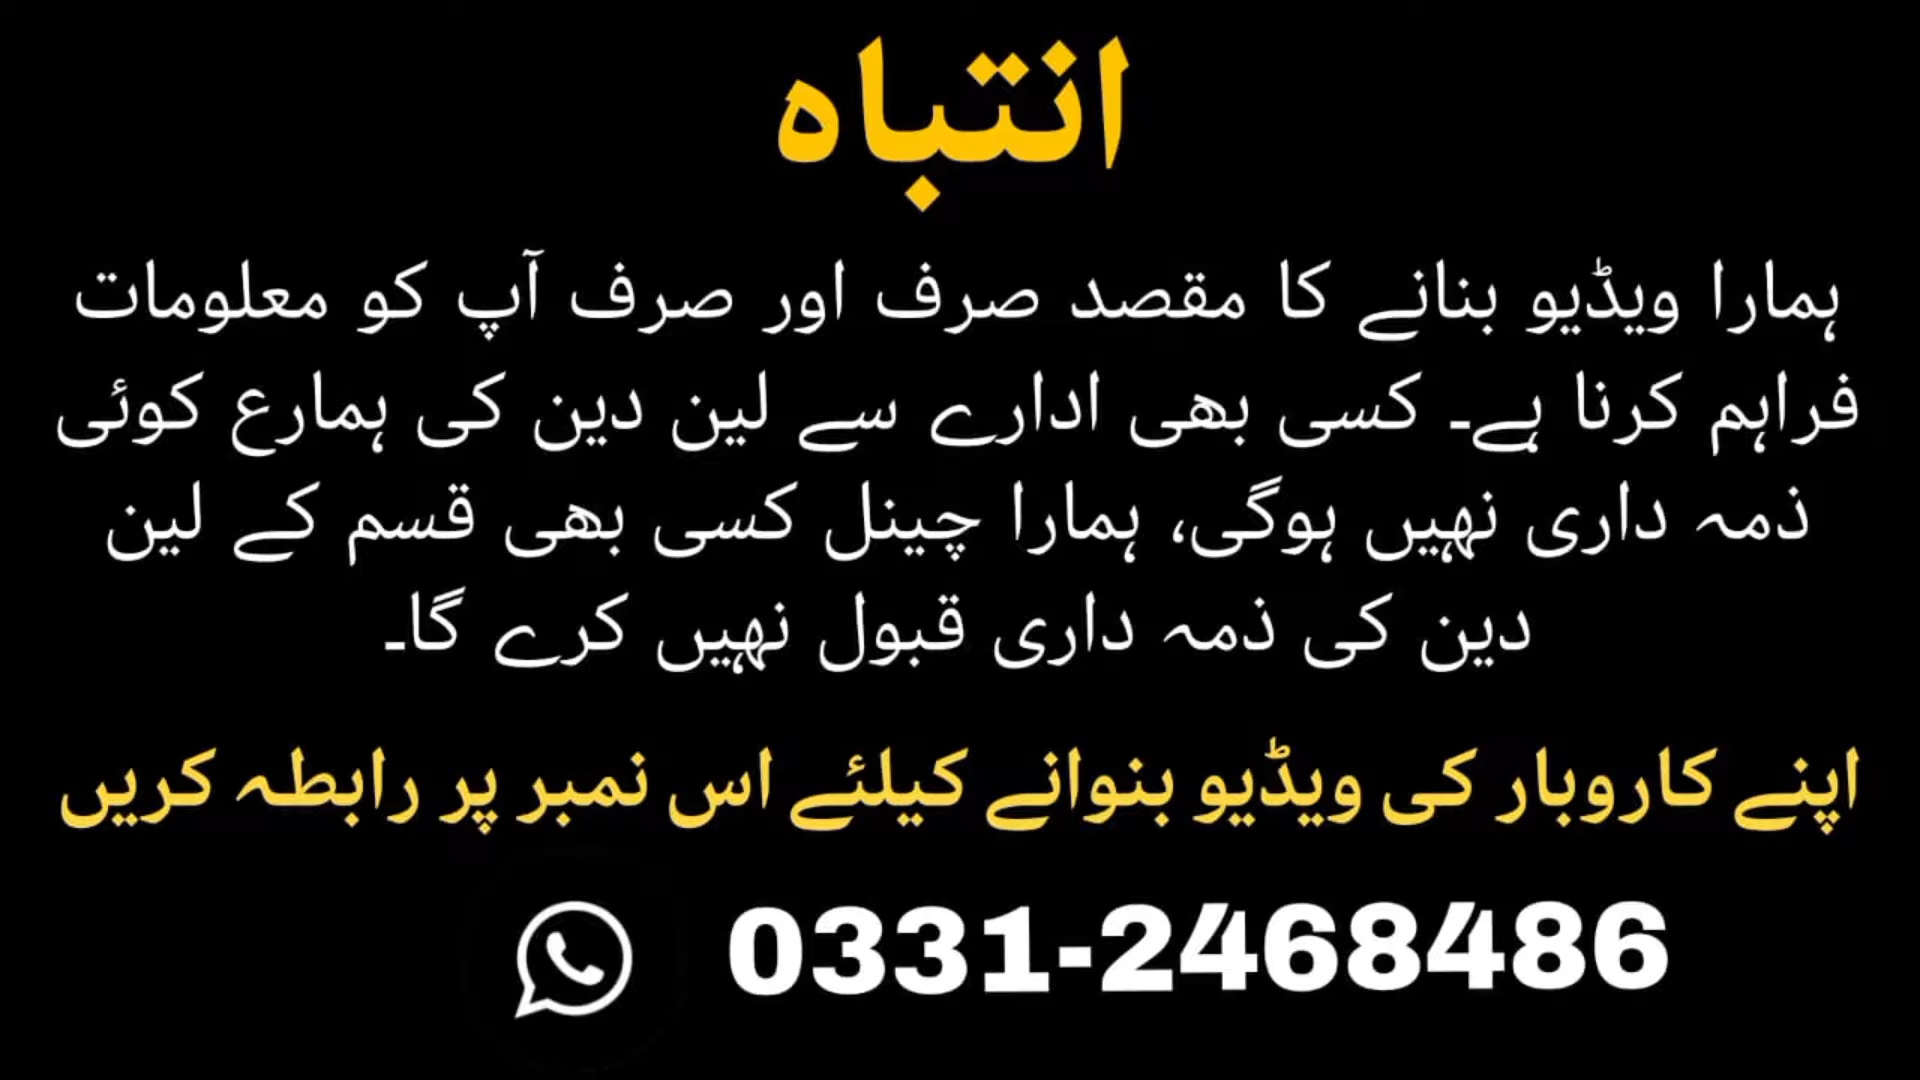 انتباہ
ہمارا ویڈیو بنانے کا مقصد صرف اور صرف آپ کو معلومات
فراہم کرنا ہے۔ کسی بھی ادارے سے لین دین کی ہمارع کوئی
ذمہ داری نہیں ہوگی، ہمارا چینل کسی بھی قسم کے لین
دین کی ذمہ داری قبول نہیں کرے گا۔
اپنے کاروبار کی ویڈیو بنوانے کیلئے اس نمبر پر رابطہ کریں
0331-2468486